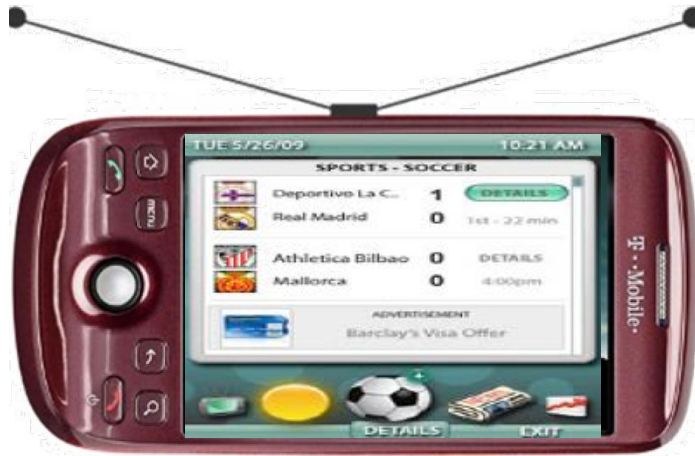 TUE 5/26/09 10:21 AM
SPORTS - SOCCER
Deportivo La C.. 1 DETAILS
Real Madrid 0 1st - 22 min
Athletica Bilbao 0 DETAILS
Mallorca 0 4:00pm
ADVERTISEMENT
Barclay's Visa Offer
DETAILS EXIT
menu
T··Mobile·